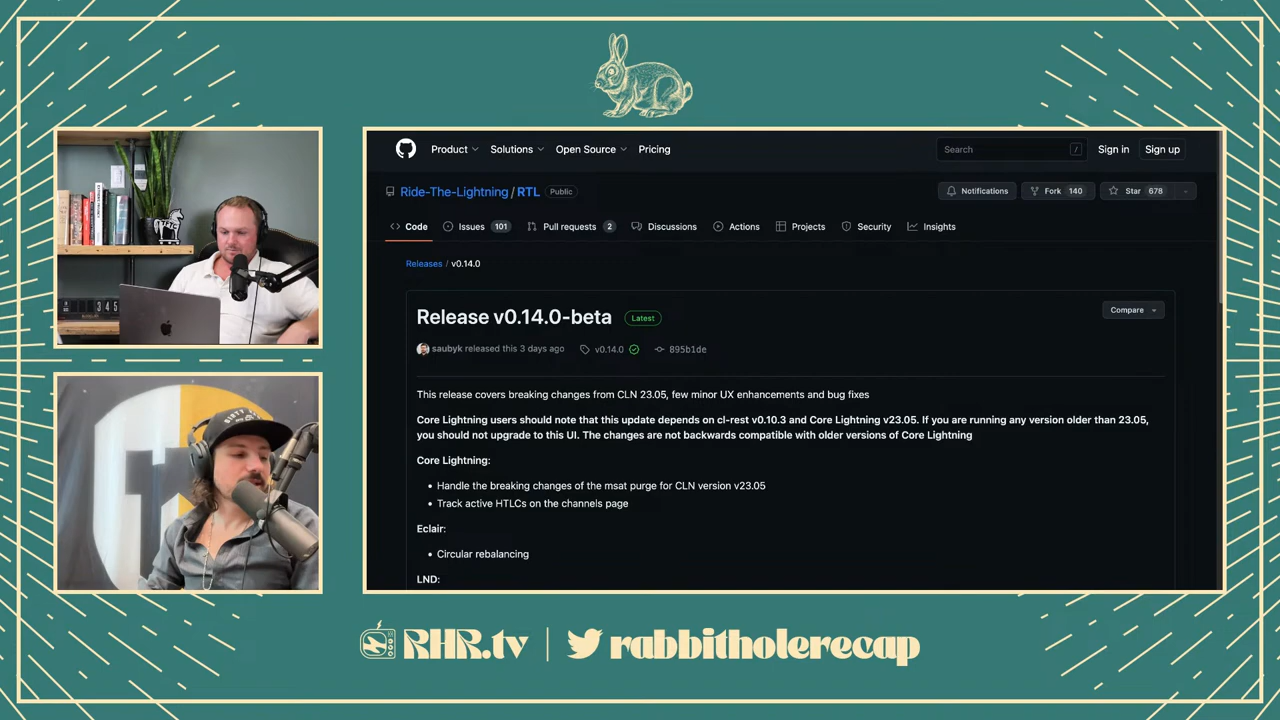 Product
Solutions
Open Source
Pricing
Search
/
Sign in
Sign up
Ride-The-Lightning / RTL
Public
Notifications
Fork 140
Star 678
Code
Issues 101
Pull requests 2
Discussions
Actions
Projects
Security
Insights
Releases / v0.14.0
Release v0.14.0-beta
Latest
Compare
saubyk released this 3 days ago
v0.14.0
895b1de
This release covers breaking changes from CLN 23.05, few minor UX enhancements and bug fixes
Core Lightning users should note that this update depends on cl-rest v0.10.3 and Core Lightning v23.05. If you are running any version older than 23.05,
you should not upgrade to this UI. The changes are not backwards compatible with older versions of Core Lightning
Core Lightning:
• Handle the breaking changes of the msat purge for CLN version v23.05
• Track active HTLCs on the channels page
Eclair:
• Circular rebalancing
LND:
RHR.tv | rabbitholerecap